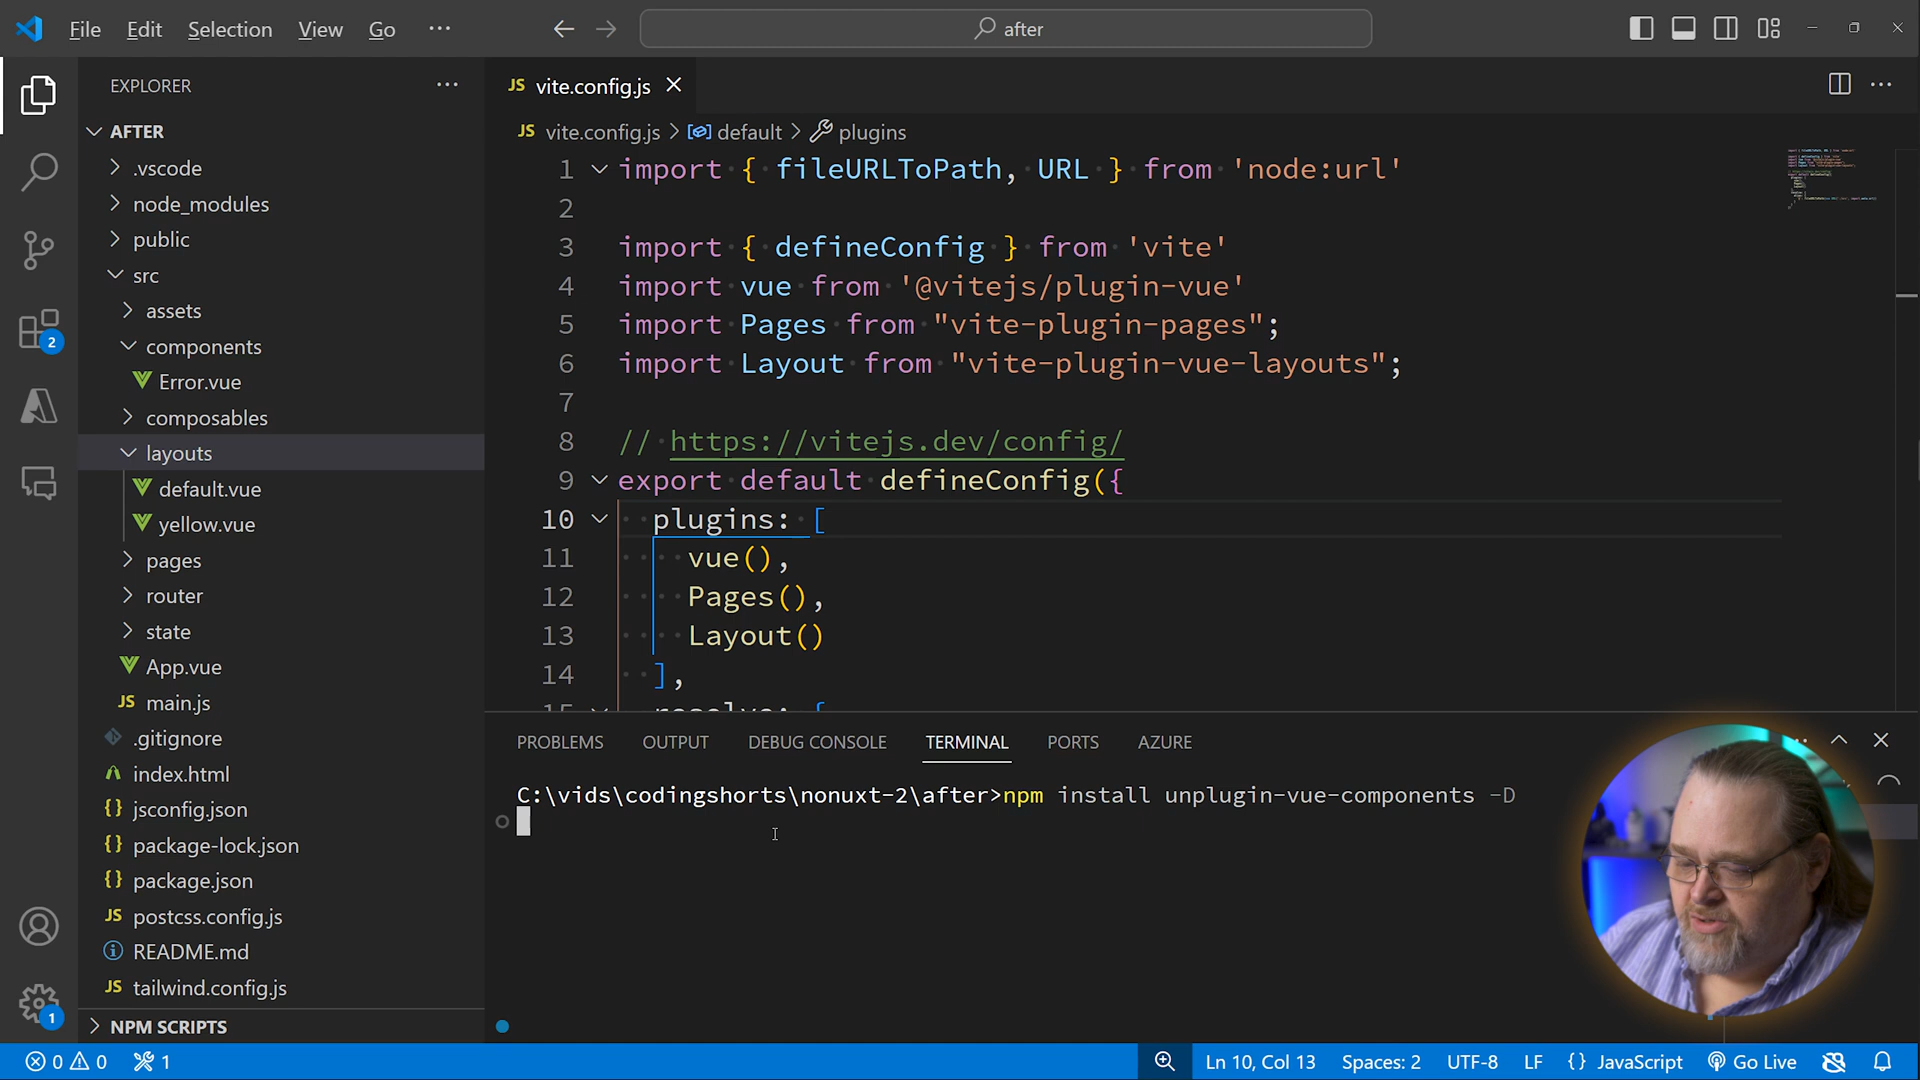 File Edit Selection View Go ··· after
EXPLORER ···
AFTER
.vscode
node_modules
public
src
assets
components
Error.vue
composables
layouts
default.vue
yellow.vue
pages
router
state
App.vue
JS main.js
.gitignore
index.html
{} jsconfig.json
{} package-lock.json
{} package.json
JS postcss.config.js
README.md
JS tailwind.config.js
NPM SCRIPTS
2
1
JS vite.config.js
JS vite.config.js > default > plugins
1 import { fileURLToPath, URL } from 'node:url'
2
3 import { defineConfig } from 'vite'
4 import vue from '@vitejs/plugin-vue'
5 import Pages from "vite-plugin-pages";
6 import Layout from "vite-plugin-vue-layouts";
7
8 // https://vitejs.dev/config/
9 export default defineConfig({
10 plugins: [
11 vue(),
12 Pages(),
13 Layout()
14 ],
15 resolve: {
PROBLEMS OUTPUT DEBUG CONSOLE TERMINAL PORTS AZURE
C:\vids\codingshorts\nonuxt-2\after>npm install unplugin-vue-components -D
0 0 1 Ln 10, Col 13 Spaces: 2 UTF-8 LF {} JavaScript Go Live